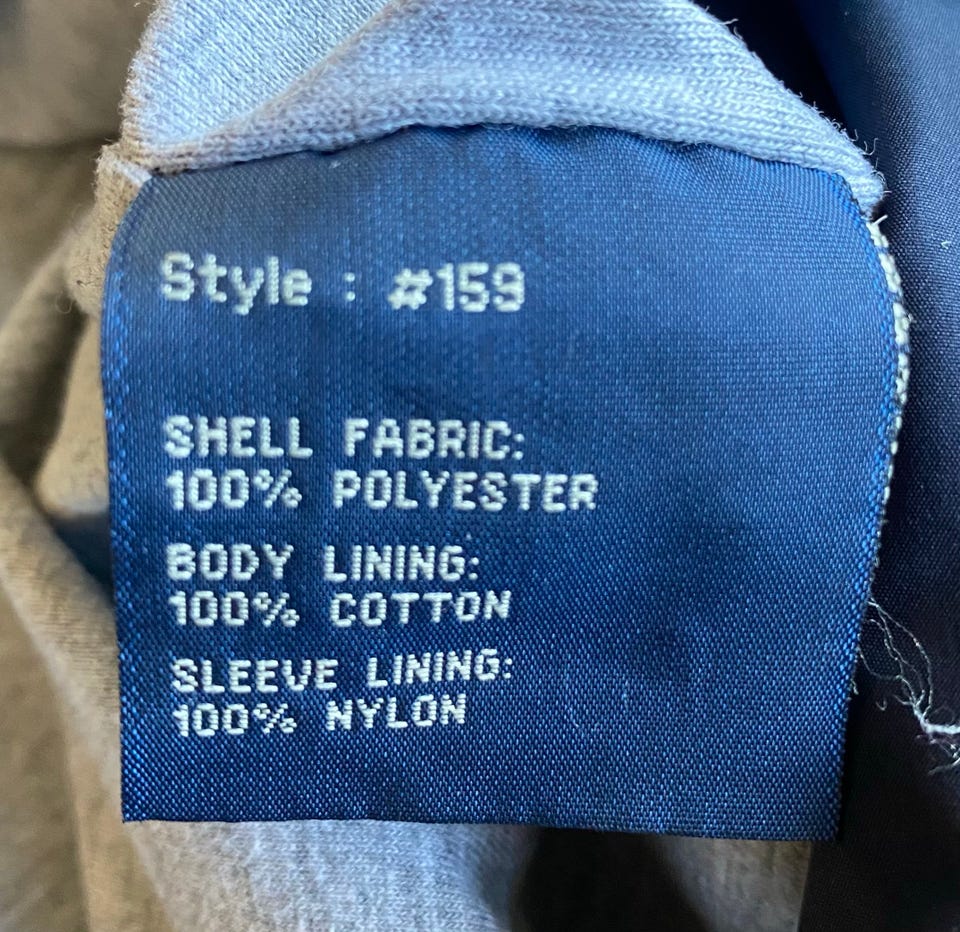 Style : #159
SHELL FABRIC:
100% POLYESTER
BODY LINING:
100% COTTON
SLEEVE LINING:
100% NYLON